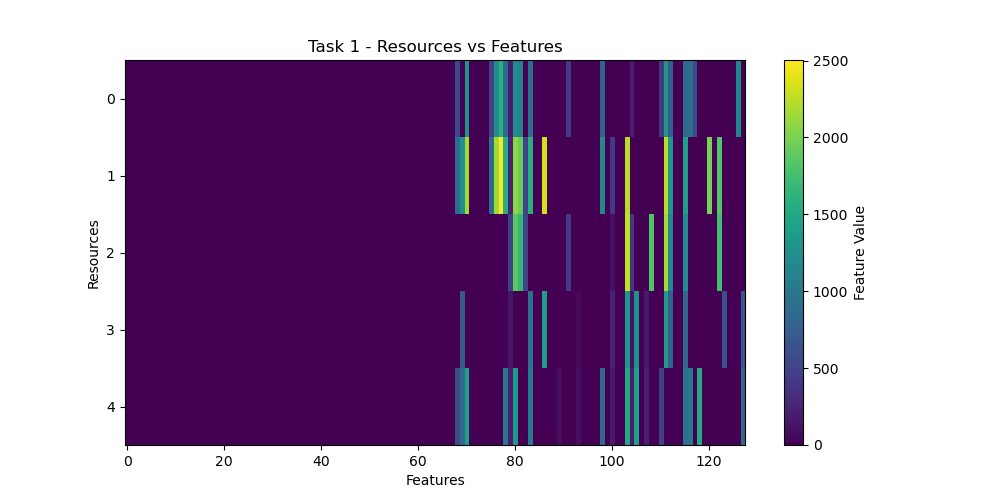 Task 1 - Resources vs Features
Resources
0
1
2
3
4
0 20 40 60 80 100 120
Features
2500
2000
1500
1000
500
0
Feature Value